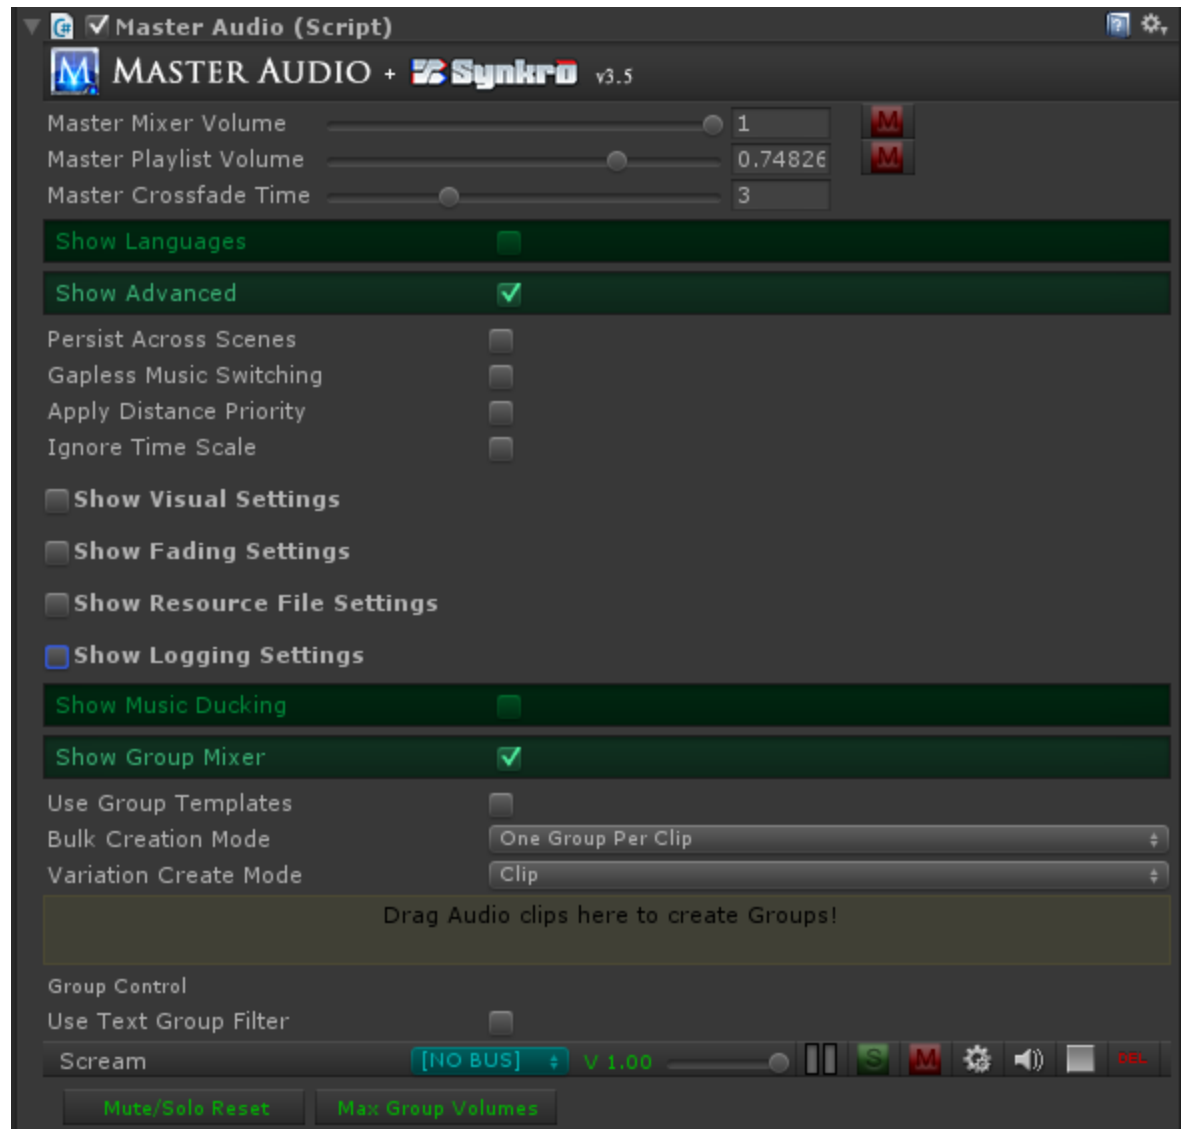 Master Audio (Script)
M MASTER AUDIO + Synkro v3.5
Master Mixer Volume 1 M
Master Playlist Volume 0.74826 M
Master Crossfade Time 3
Show Languages
Show Advanced
Persist Across Scenes
Gapless Music Switching
Apply Distance Priority
Ignore Time Scale
Show Visual Settings
Show Fading Settings
Show Resource File Settings
Show Logging Settings
Show Music Ducking
Show Group Mixer
Use Group Templates
Bulk Creation Mode One Group Per Clip
Variation Create Mode Clip
Drag Audio clips here to create Groups!
Group Control
Use Text Group Filter
Scream [NO BUS] V 1.00 S M DEL
Mute/Solo Reset Max Group Volumes